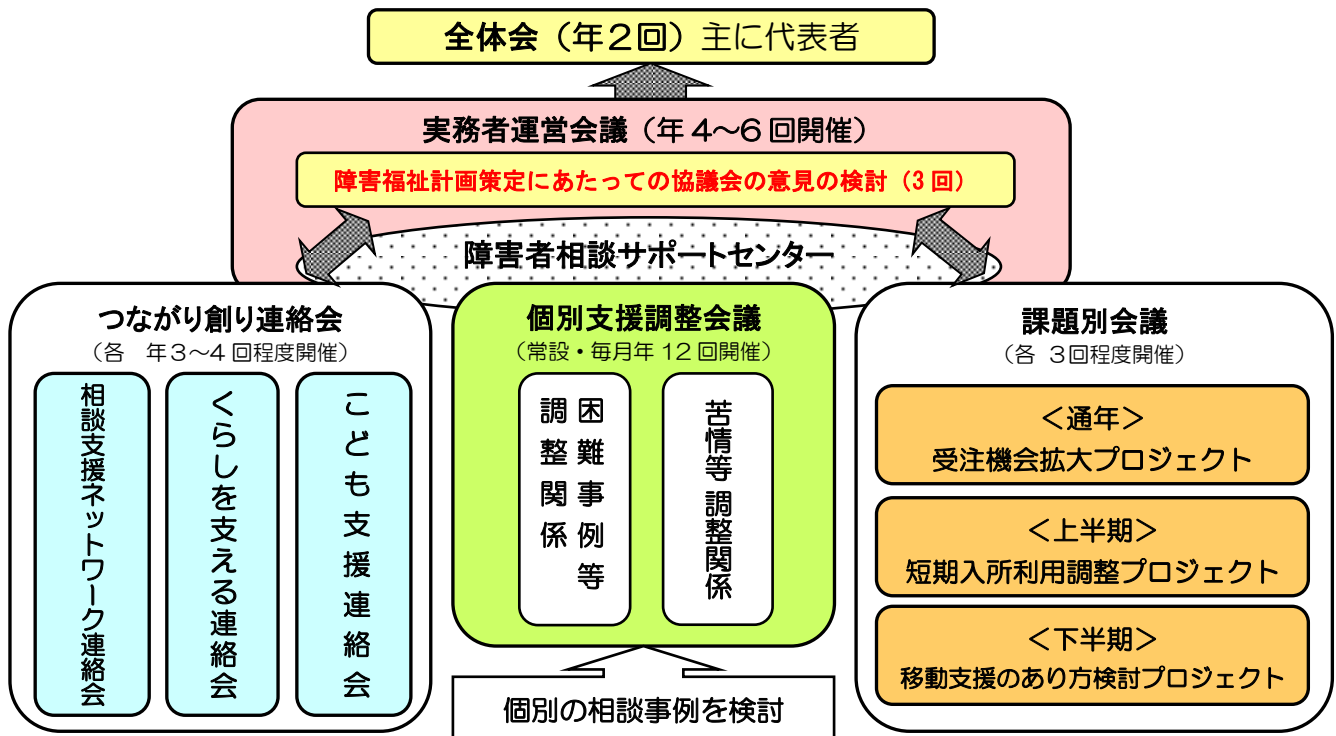 全体会（年２回）主に代表者
実務者運営会議（年４～６回開催）
障害福祉計画策定にあたっての協議会の意見の検討（３回）
障害者相談サポートセンター
つながり創り連絡会
（各　年３～４回程度開催）
相談支援ネットワーク連絡会
くらしを支える連絡会
こども支援連絡会
個別支援調整会議
（常設・毎月年 12 回開催）
困難事例等
調整関係
苦情等 調整関係
個別の相談事例を検討
課題別会議
（各 ３回程度開催）
＜通年＞
受注機会拡大プロジェクト
＜上半期＞
短期入所利用調整プロジェクト
＜下半期＞
移動支援のあり方検討プロジェクト